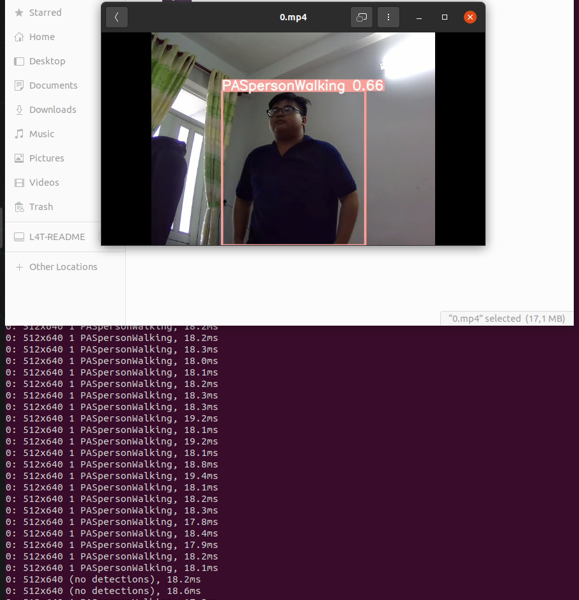 0.mp4
Starred
Home
Desktop
Documents
Downloads
Music
Pictures
Videos
Trash
L4T-README
Other Locations
PASpersonWalking 0.66
"0.mp4" selected (17,1 MB)
0: 512x640 1 PASpersonWalking, 18.2ms
0: 512x640 1 PASpersonWalking, 18.2ms
0: 512x640 1 PASpersonWalking, 18.3ms
0: 512x640 1 PASpersonWalking, 18.0ms
0: 512x640 1 PASpersonWalking, 18.1ms
0: 512x640 1 PASpersonWalking, 18.2ms
0: 512x640 1 PASpersonWalking, 18.3ms
0: 512x640 1 PASpersonWalking, 18.3ms
0: 512x640 1 PASpersonWalking, 19.2ms
0: 512x640 1 PASpersonWalking, 18.1ms
0: 512x640 1 PASpersonWalking, 19.2ms
0: 512x640 1 PASpersonWalking, 18.1ms
0: 512x640 1 PASpersonWalking, 18.8ms
0: 512x640 1 PASpersonWalking, 19.4ms
0: 512x640 1 PASpersonWalking, 18.1ms
0: 512x640 1 PASpersonWalking, 18.2ms
0: 512x640 1 PASpersonWalking, 18.3ms
0: 512x640 1 PASpersonWalking, 17.8ms
0: 512x640 1 PASpersonWalking, 18.4ms
0: 512x640 1 PASpersonWalking, 17.9ms
0: 512x640 1 PASpersonWalking, 18.2ms
0: 512x640 1 PASpersonWalking, 18.1ms
0: 512x640 (no detections), 18.2ms
0: 512x640 (no detections), 18.6ms
0: 512x640 1 PASpersonWalking,